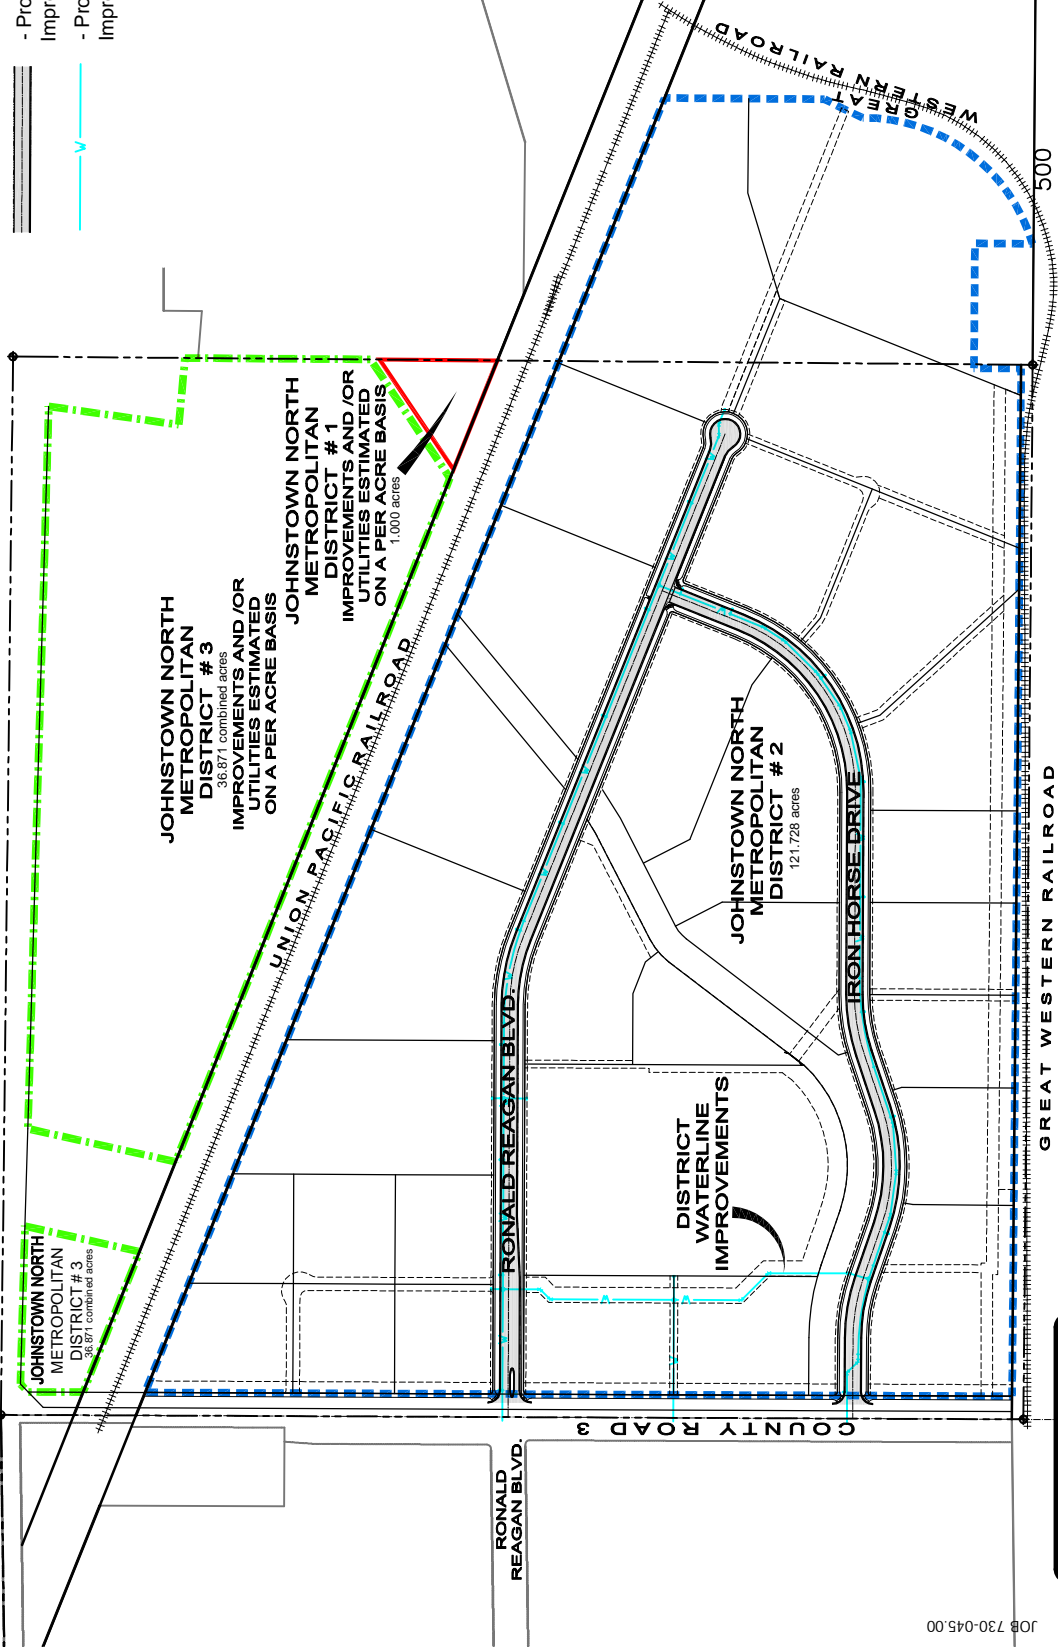 - Pro
Impr
- Pro
Impr
W
JOHNSTOWN NORTH
METROPOLITAN
DISTRICT # 3
36.871 combined acres
IMPROVEMENTS AND /OR
UTILITIES ESTIMATED
ON A PER ACRE BASIS
JOHNSTOWN NORTH
METROPOLITAN
DISTRICT # 1
IMPROVEMENTS AND /OR
UTILITIES ESTIMATED
ON A PER ACRE BASIS
1.000 acres
JOHNSTOWN NORTH
METROPOLITAN
DISTRICT # 3
36.871 combined acres
UNION PACIFIC RAILROAD
GREAT
WESTERN RAILROAD
500
JOHNSTOWN NORTH
METROPOLITAN
DISTRICT # 2
121.728 acres
RONALD REAGAN BLVD.
IRON HORSE DRIVE
DISTRICT
WATERLINE
IMPROVEMENTS
GREAT WESTERN RAILROAD
COUNTY ROAD 3
RONALD
REAGAN BLVD.
JOB 730-045.00